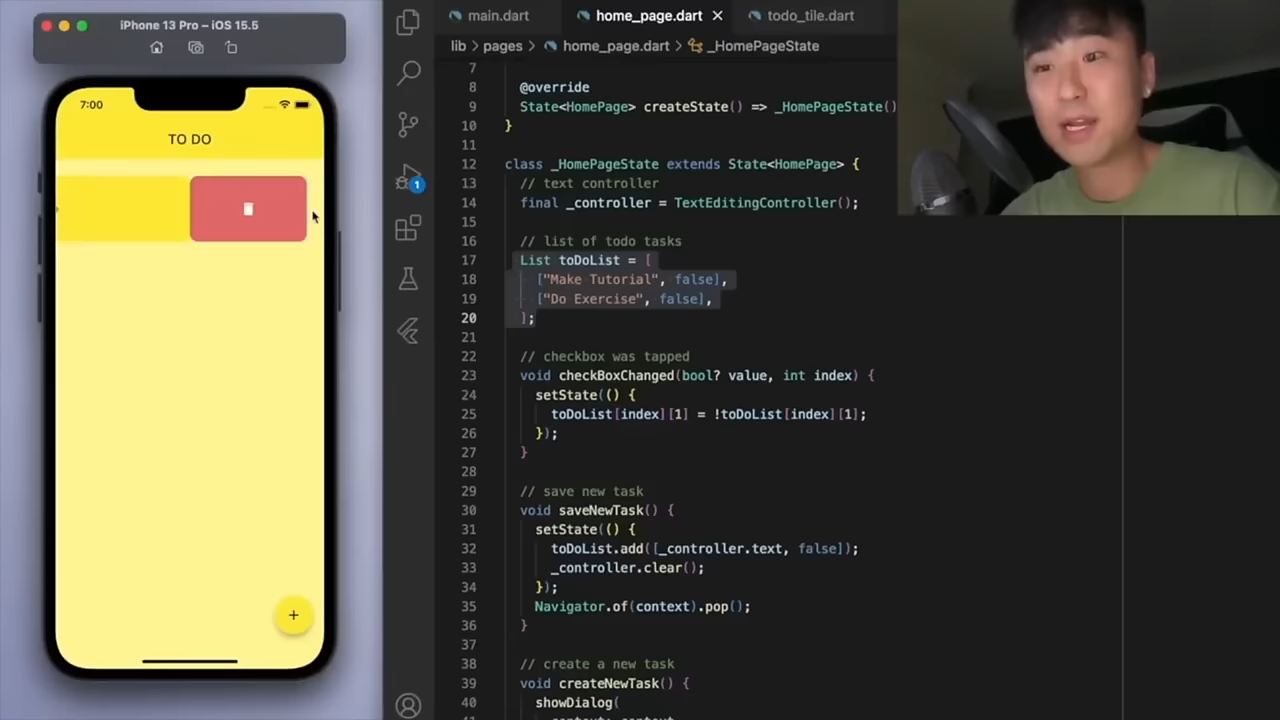 iPhone 13 Pro – iOS 15.5
7:00
TO DO
+
1
main.dart
home_page.dart
todo_tile.dart
lib > pages > home_page.dart > _HomePageState
7
8 @override
9 State<HomePage> createState() => _HomePageState()
10 }
11
12 class _HomePageState extends State<HomePage> {
13 // text controller
14 final _controller = TextEditingController();
15
16 // list of todo tasks
17 List toDoList = [
18 ["Make Tutorial", false],
19 ["Do Exercise", false],
20 ];
21
22 // checkbox was tapped
23 void checkBoxChanged(bool? value, int index) {
24 setState(() {
25 toDoList[index][1] = !toDoList[index][1];
26 });
27 }
28
29 // save new task
30 void saveNewTask() {
31 setState(() {
32 toDoList.add([_controller.text, false]);
33 _controller.clear();
34 });
35 Navigator.of(context).pop();
36 }
37
38 // create a new task
39 void createNewTask() {
40 showDialog(